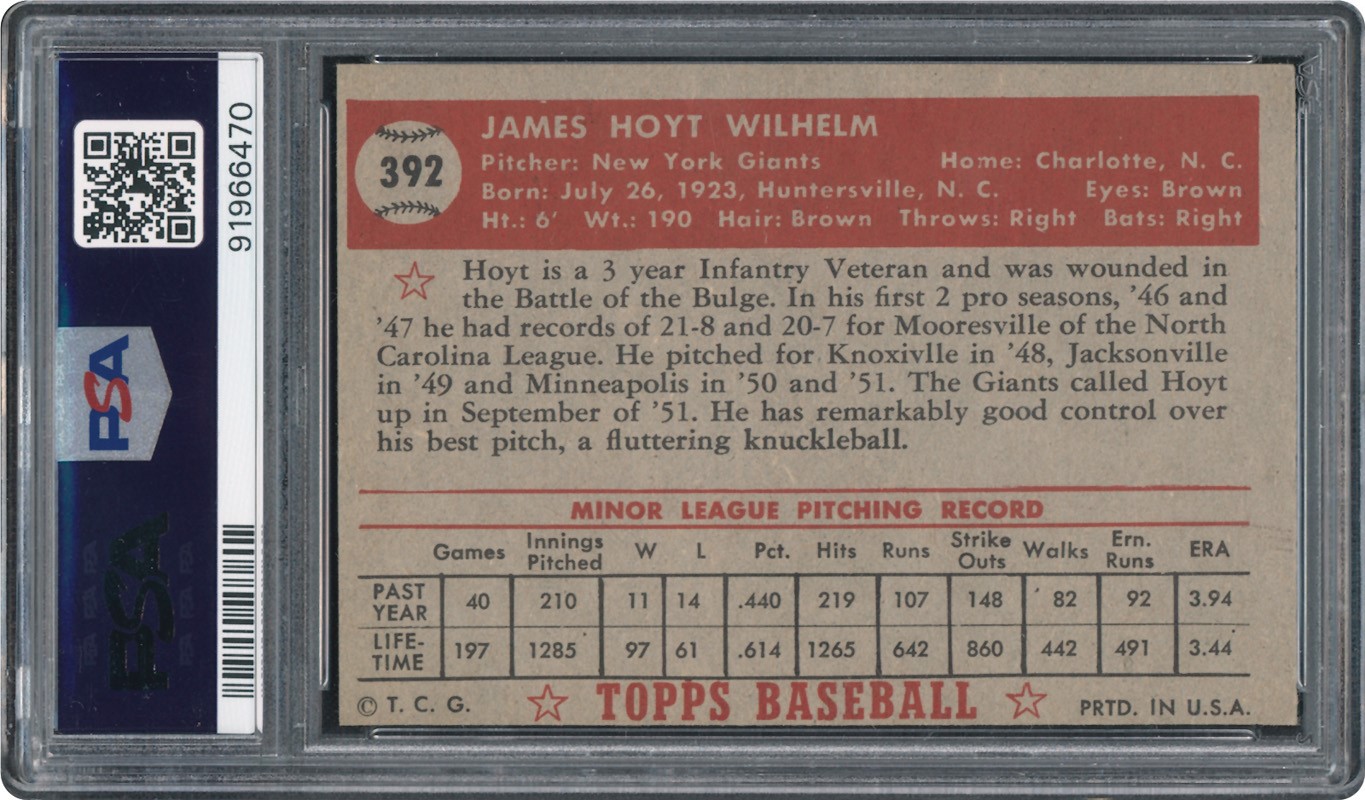 PSA
91966470
PSA
392
JAMES HOYT WILHELM
Pitcher: New York Giants Home: Charlotte, N. C.
Born: July 26, 1923, Huntersville, N. C. Eyes: Brown
Ht.: 6' Wt.: 190 Hair: Brown Throws: Right Bats: Right
Hoyt is a 3 year Infantry Veteran and was wounded in
the Battle of the Bulge. In his first 2 pro seasons, '46 and
'47 he had records of 21-8 and 20-7 for Mooresville of the North
Carolina League. He pitched for Knoxivlle in '48, Jacksonville
in '49 and Minneapolis in '50 and '51. The Giants called Hoyt
up in September of '51. He has remarkably good control over
his best pitch, a fluttering knuckleball.
MINOR LEAGUE PITCHING RECORD
Games Innings Pitched W L Pct. Hits Runs Strike Outs Walks Ern. Runs ERA
PAST YEAR 40 210 11 14 .440 219 107 148 82 92 3.94
LIFE-TIME 197 1285 97 61 .614 1265 642 860 442 491 3.44
© T. C. G. TOPPS BASEBALL PRTD. IN U.S.A.